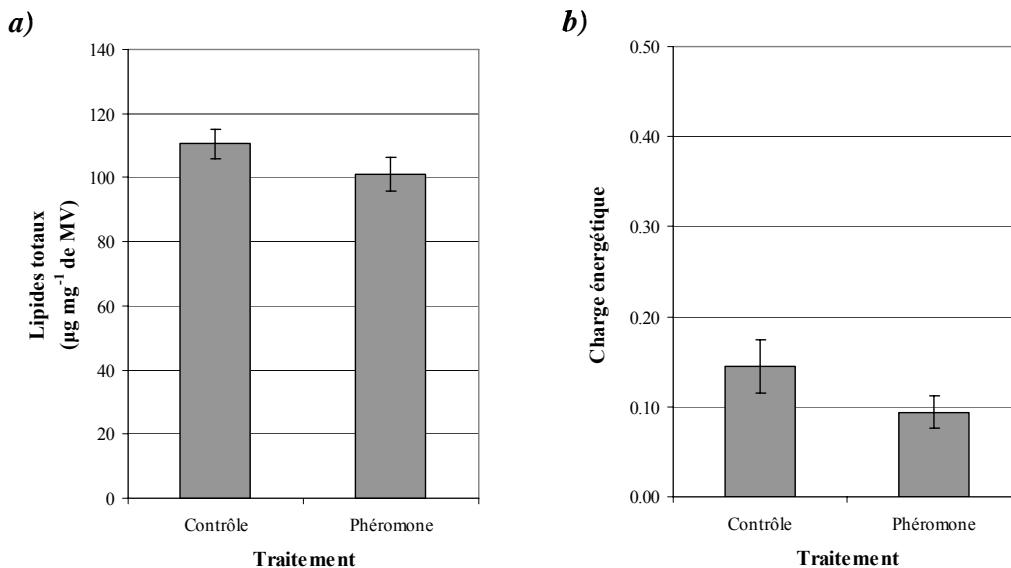 a)
140
120
100
80
60
40
20
0
Lipides totaux
(µg mg⁻¹ de MV)
Contrôle
Phéromone
Traitement
b)
0.50
0.40
0.30
0.20
0.10
0.00
Charge énergétique
Contrôle
Phéromone
Traitement